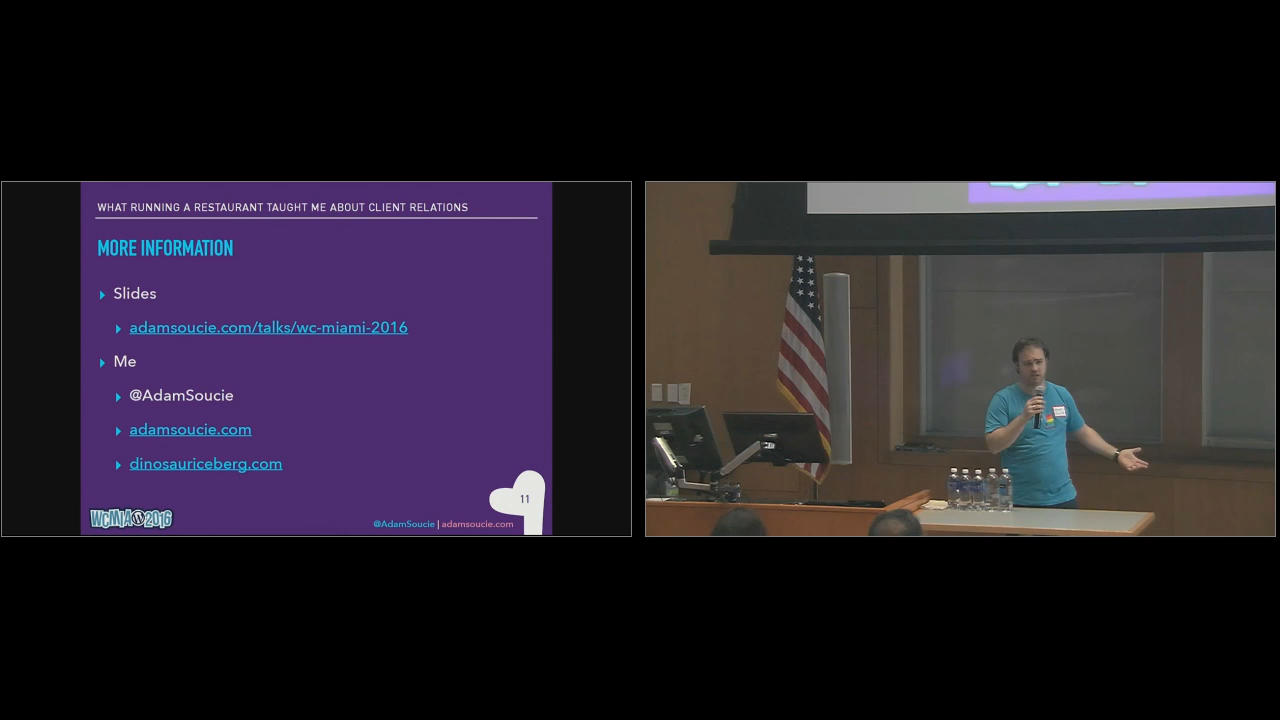 WHAT RUNNING A RESTAURANT TAUGHT ME ABOUT CLIENT RELATIONS
MORE INFORMATION
Slides
adamsoucie.com/talks/wc-miami-2016
Me
@AdamSoucie
adamsoucie.com
dinosauriceberg.com
11
WCMIA 2016
@AdamSoucie | adamsoucie.com